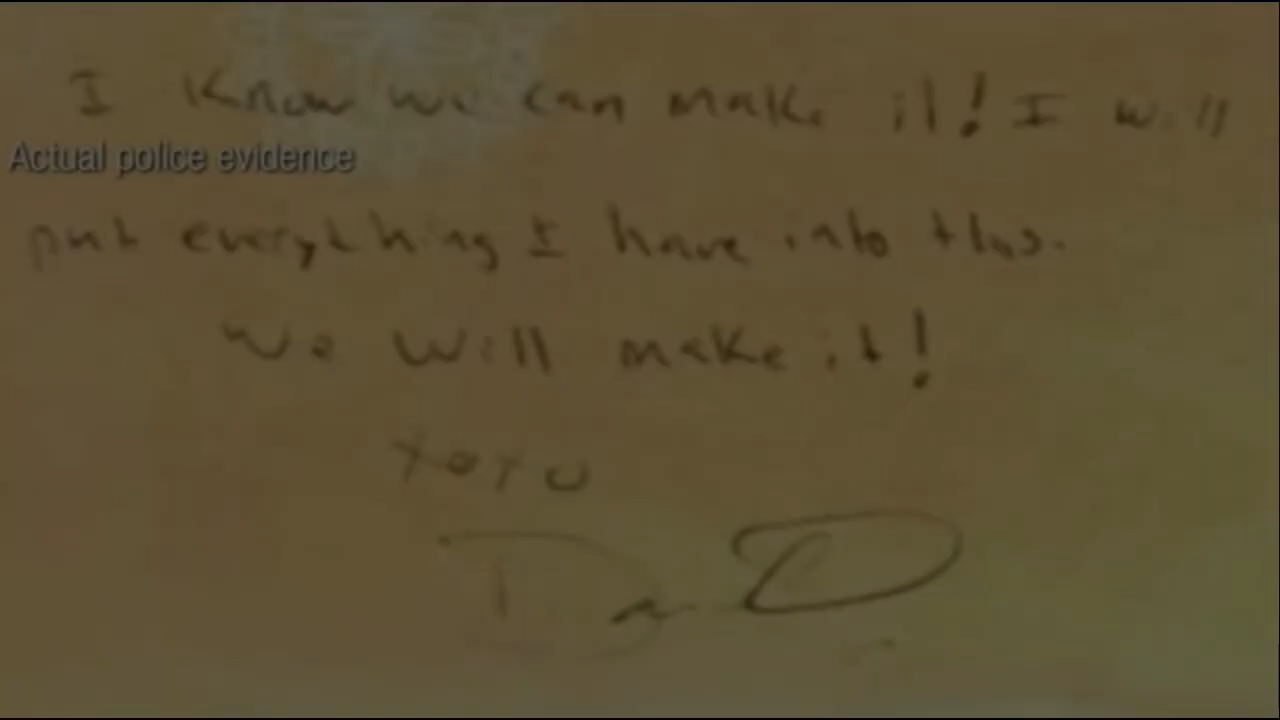 I know we can make it! I will
Actual police evidence
put everything I have into this.
We will make it!
XOXO